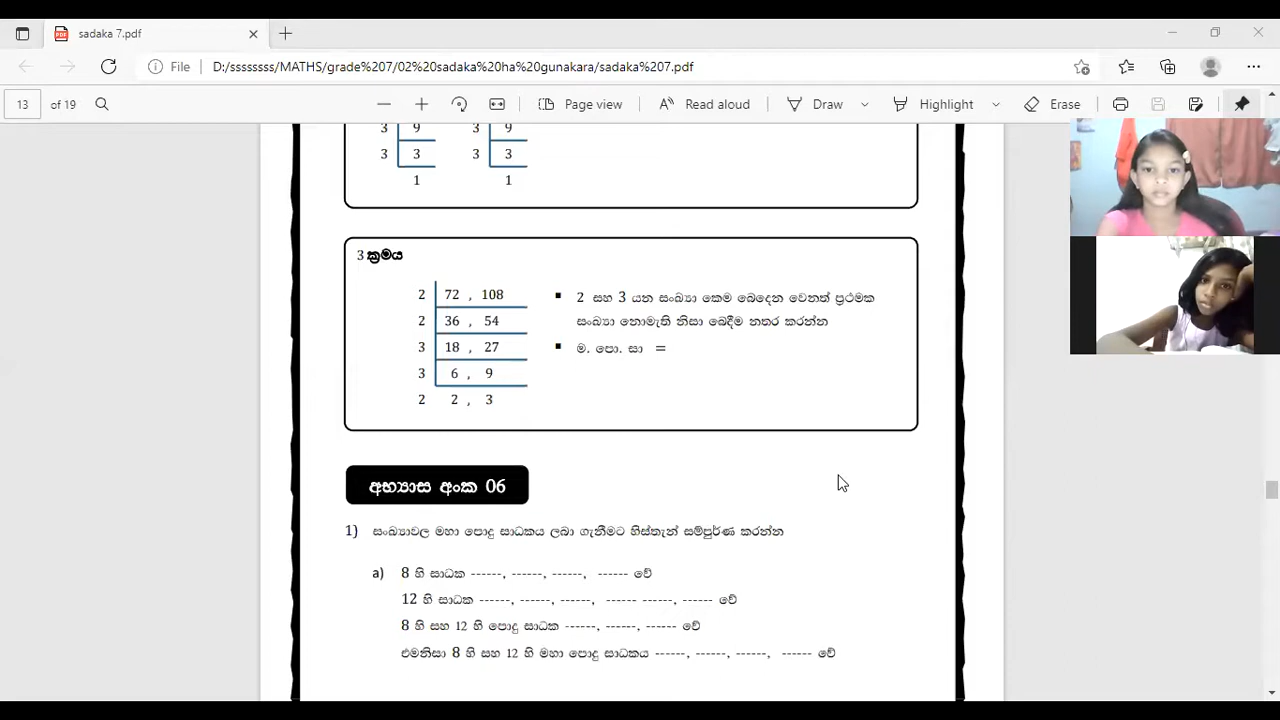 sadaka 7.pdf
File D:/ssssssss/MATHS/grade%207/02%20sadaka%20ha%20gunakara/sadaka%207.pdf
13 of 19 Page view Read aloud Draw Highlight Erase
3 9 3 9
3 3 3 3
1 1
3 ක්‍රමය
2 72 , 108
2 36 , 54
3 18 , 27
3 6 , 9
2 2 , 3
▪ 2 සහ 3 යන සංඛ්‍යා කෙම බෙදෙන වෙනත් ප්‍රථමක
සංඛ්‍යා නොමැති නිසා බෙදීම නතර කරන්න
▪ ම. පො. සා =
අභ්‍යාස අංක 06
1) සංඛ්‍යාවල මහා පොදු සාධකය ලබා ගැනීමට හිස්තැන් සම්පුර්ණ කරන්න
a) 8 හි සාධක ------, ------, ------, ------ වේ
12 හි සාධක ------, ------, ------, ------ ------, ------ වේ
8 හි සහ 12 හි පොදු සාධක ------, ------, ------ වේ
එමනිසා 8 හි සහ 12 හි මහා පොදු සාධකය ------, ------, ------, ------ වේ